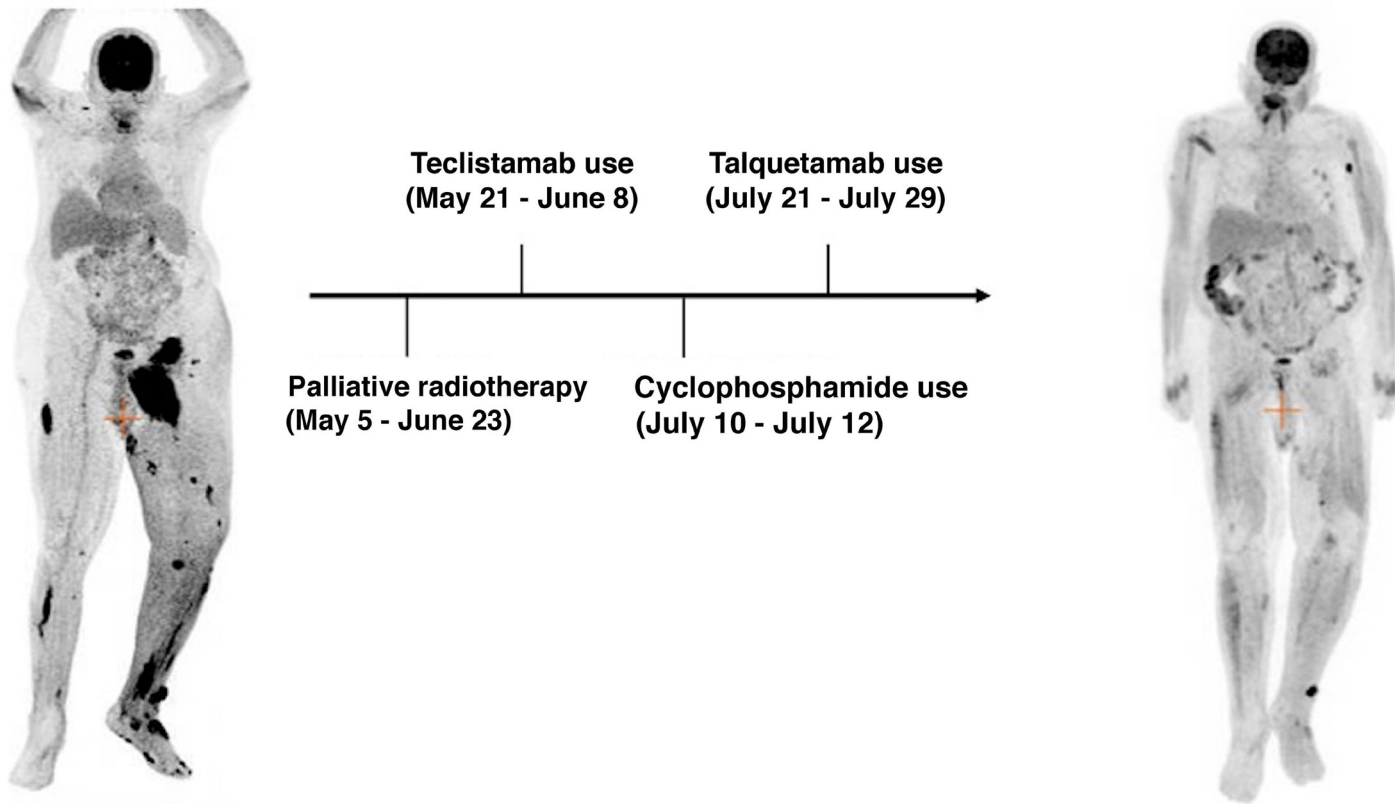 Teclistamab use
(May 21 - June 8)
Talquetamab use
(July 21 - July 29)
Palliative radiotherapy
(May 5 - June 23)
Cyclophosphamide use
(July 10 - July 12)